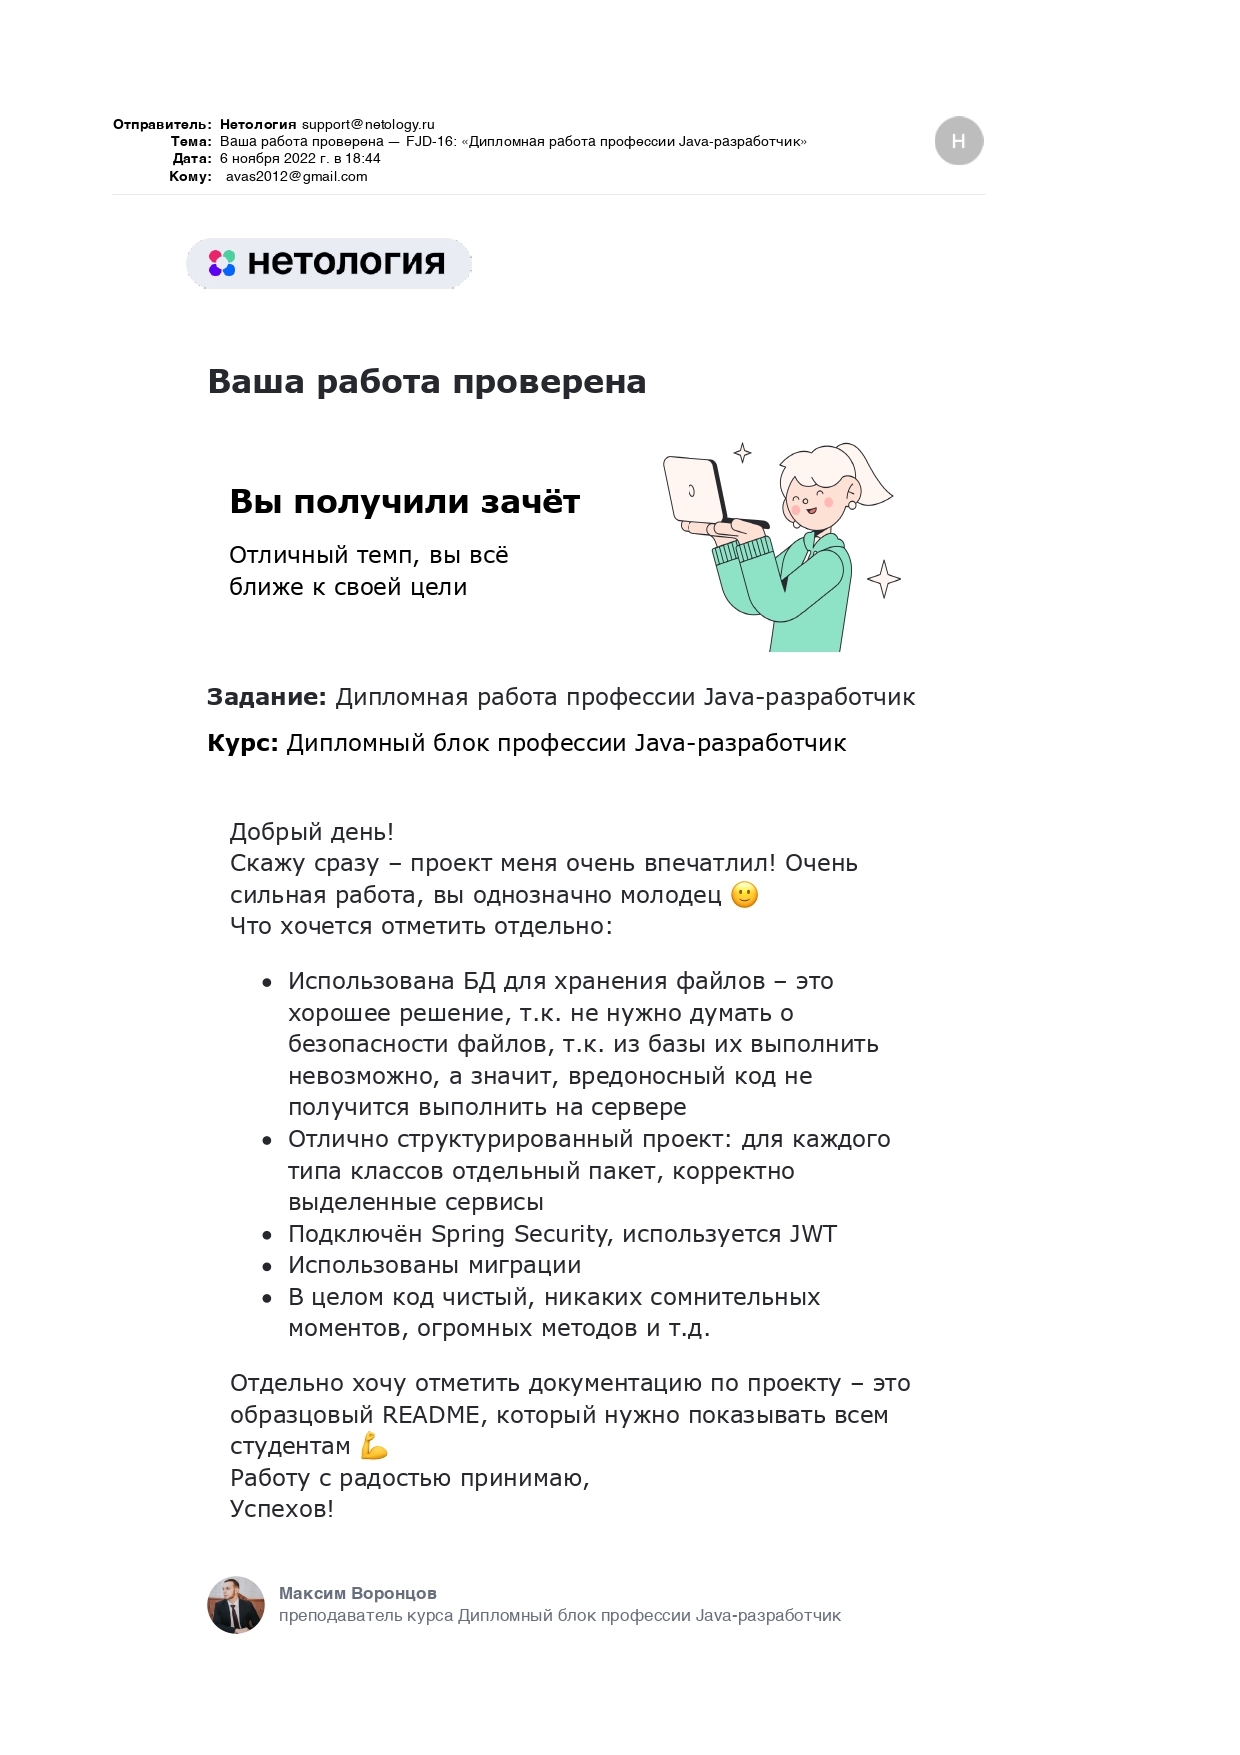 Отправитель: Нетология support@netology.ru
Тема: Ваша работа проверена — FJD-16: «Дипломная работа профессии Java-разработчик»
Дата: 6 ноября 2022 г. в 18:44
Кому: avas2012@gmail.com
Н
нетология
Ваша работа проверена
Вы получили зачёт
Отличный темп, вы всё
ближе к своей цели
Задание: Дипломная работа профессии Java-разработчик
Курс: Дипломный блок профессии Java-разработчик
Добрый день!
Скажу сразу – проект меня очень впечатлил! Очень
сильная работа, вы однозначно молодец 🙂
Что хочется отметить отдельно:
• Использована БД для хранения файлов – это
хорошее решение, т.к. не нужно думать о
безопасности файлов, т.к. из базы их выполнить
невозможно, а значит, вредоносный код не
получится выполнить на сервере
• Отлично структурированный проект: для каждого
типа классов отдельный пакет, корректно
выделенные сервисы
• Подключён Spring Security, используется JWT
• Использованы миграции
• В целом код чистый, никаких сомнительных
моментов, огромных методов и т.д.
Отдельно хочу отметить документацию по проекту – это
образцовый README, который нужно показывать всем
студентам 💪
Работу с радостью принимаю,
Успехов!
Максим Воронцов
преподаватель курса Дипломный блок профессии Java-разработчик